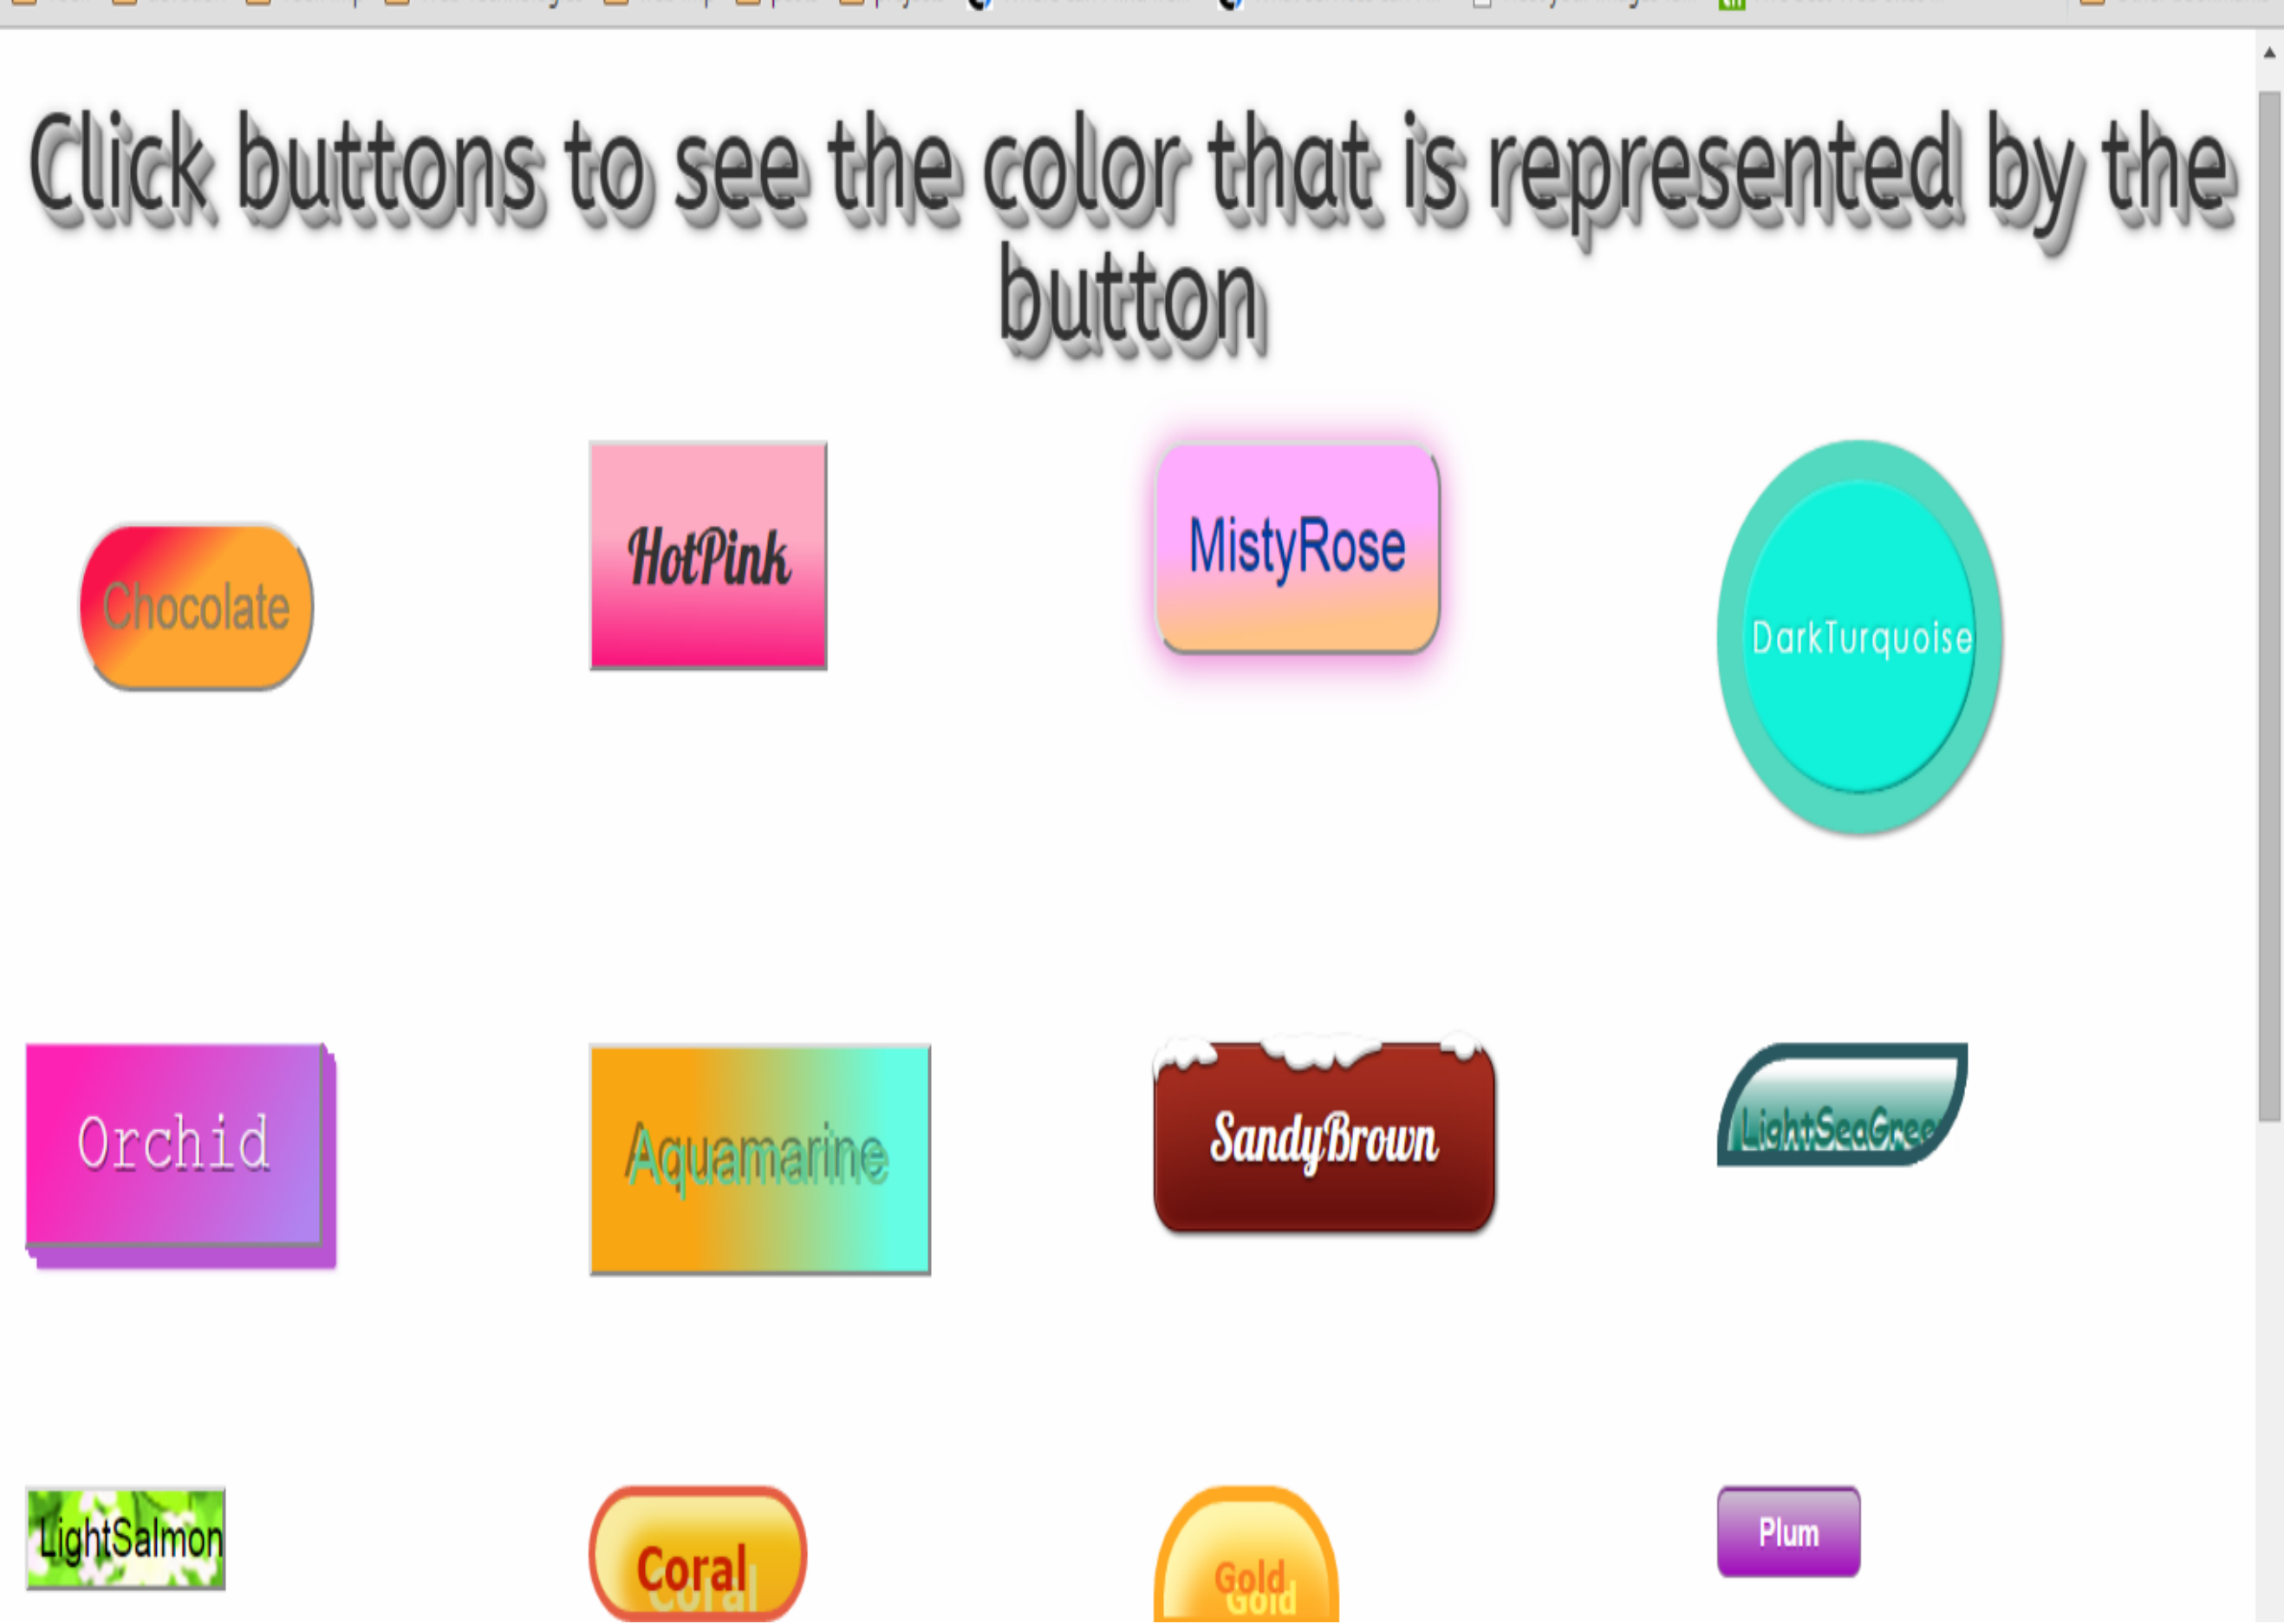 Click buttons to see the color that is represented by the
button
Chocolate
HotPink
MistyRose
DarkTurquoise
Orchid
Aquamarine
SandyBrown
LightSeaGree
LightSalmon
Coral
Gold
Plum